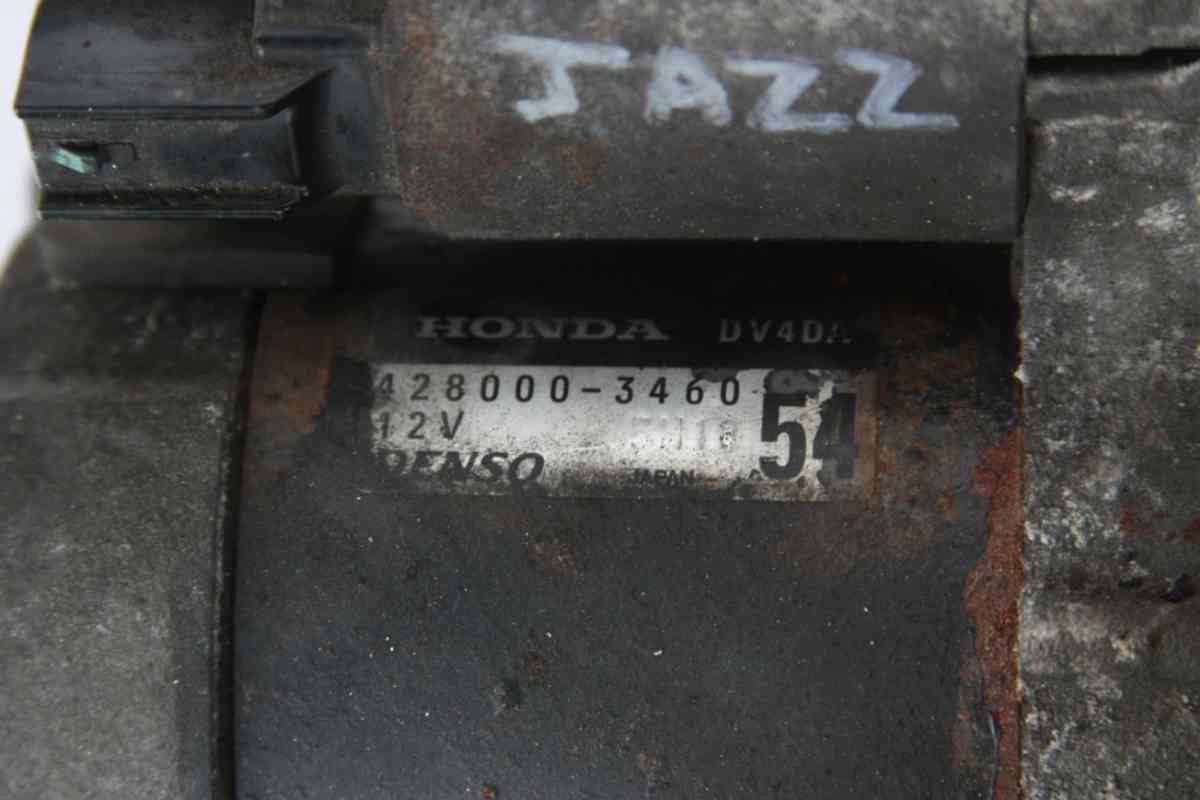 JAZZ
HONDA DV4DA
428000-3460
12V
54
DENSO JAPAN